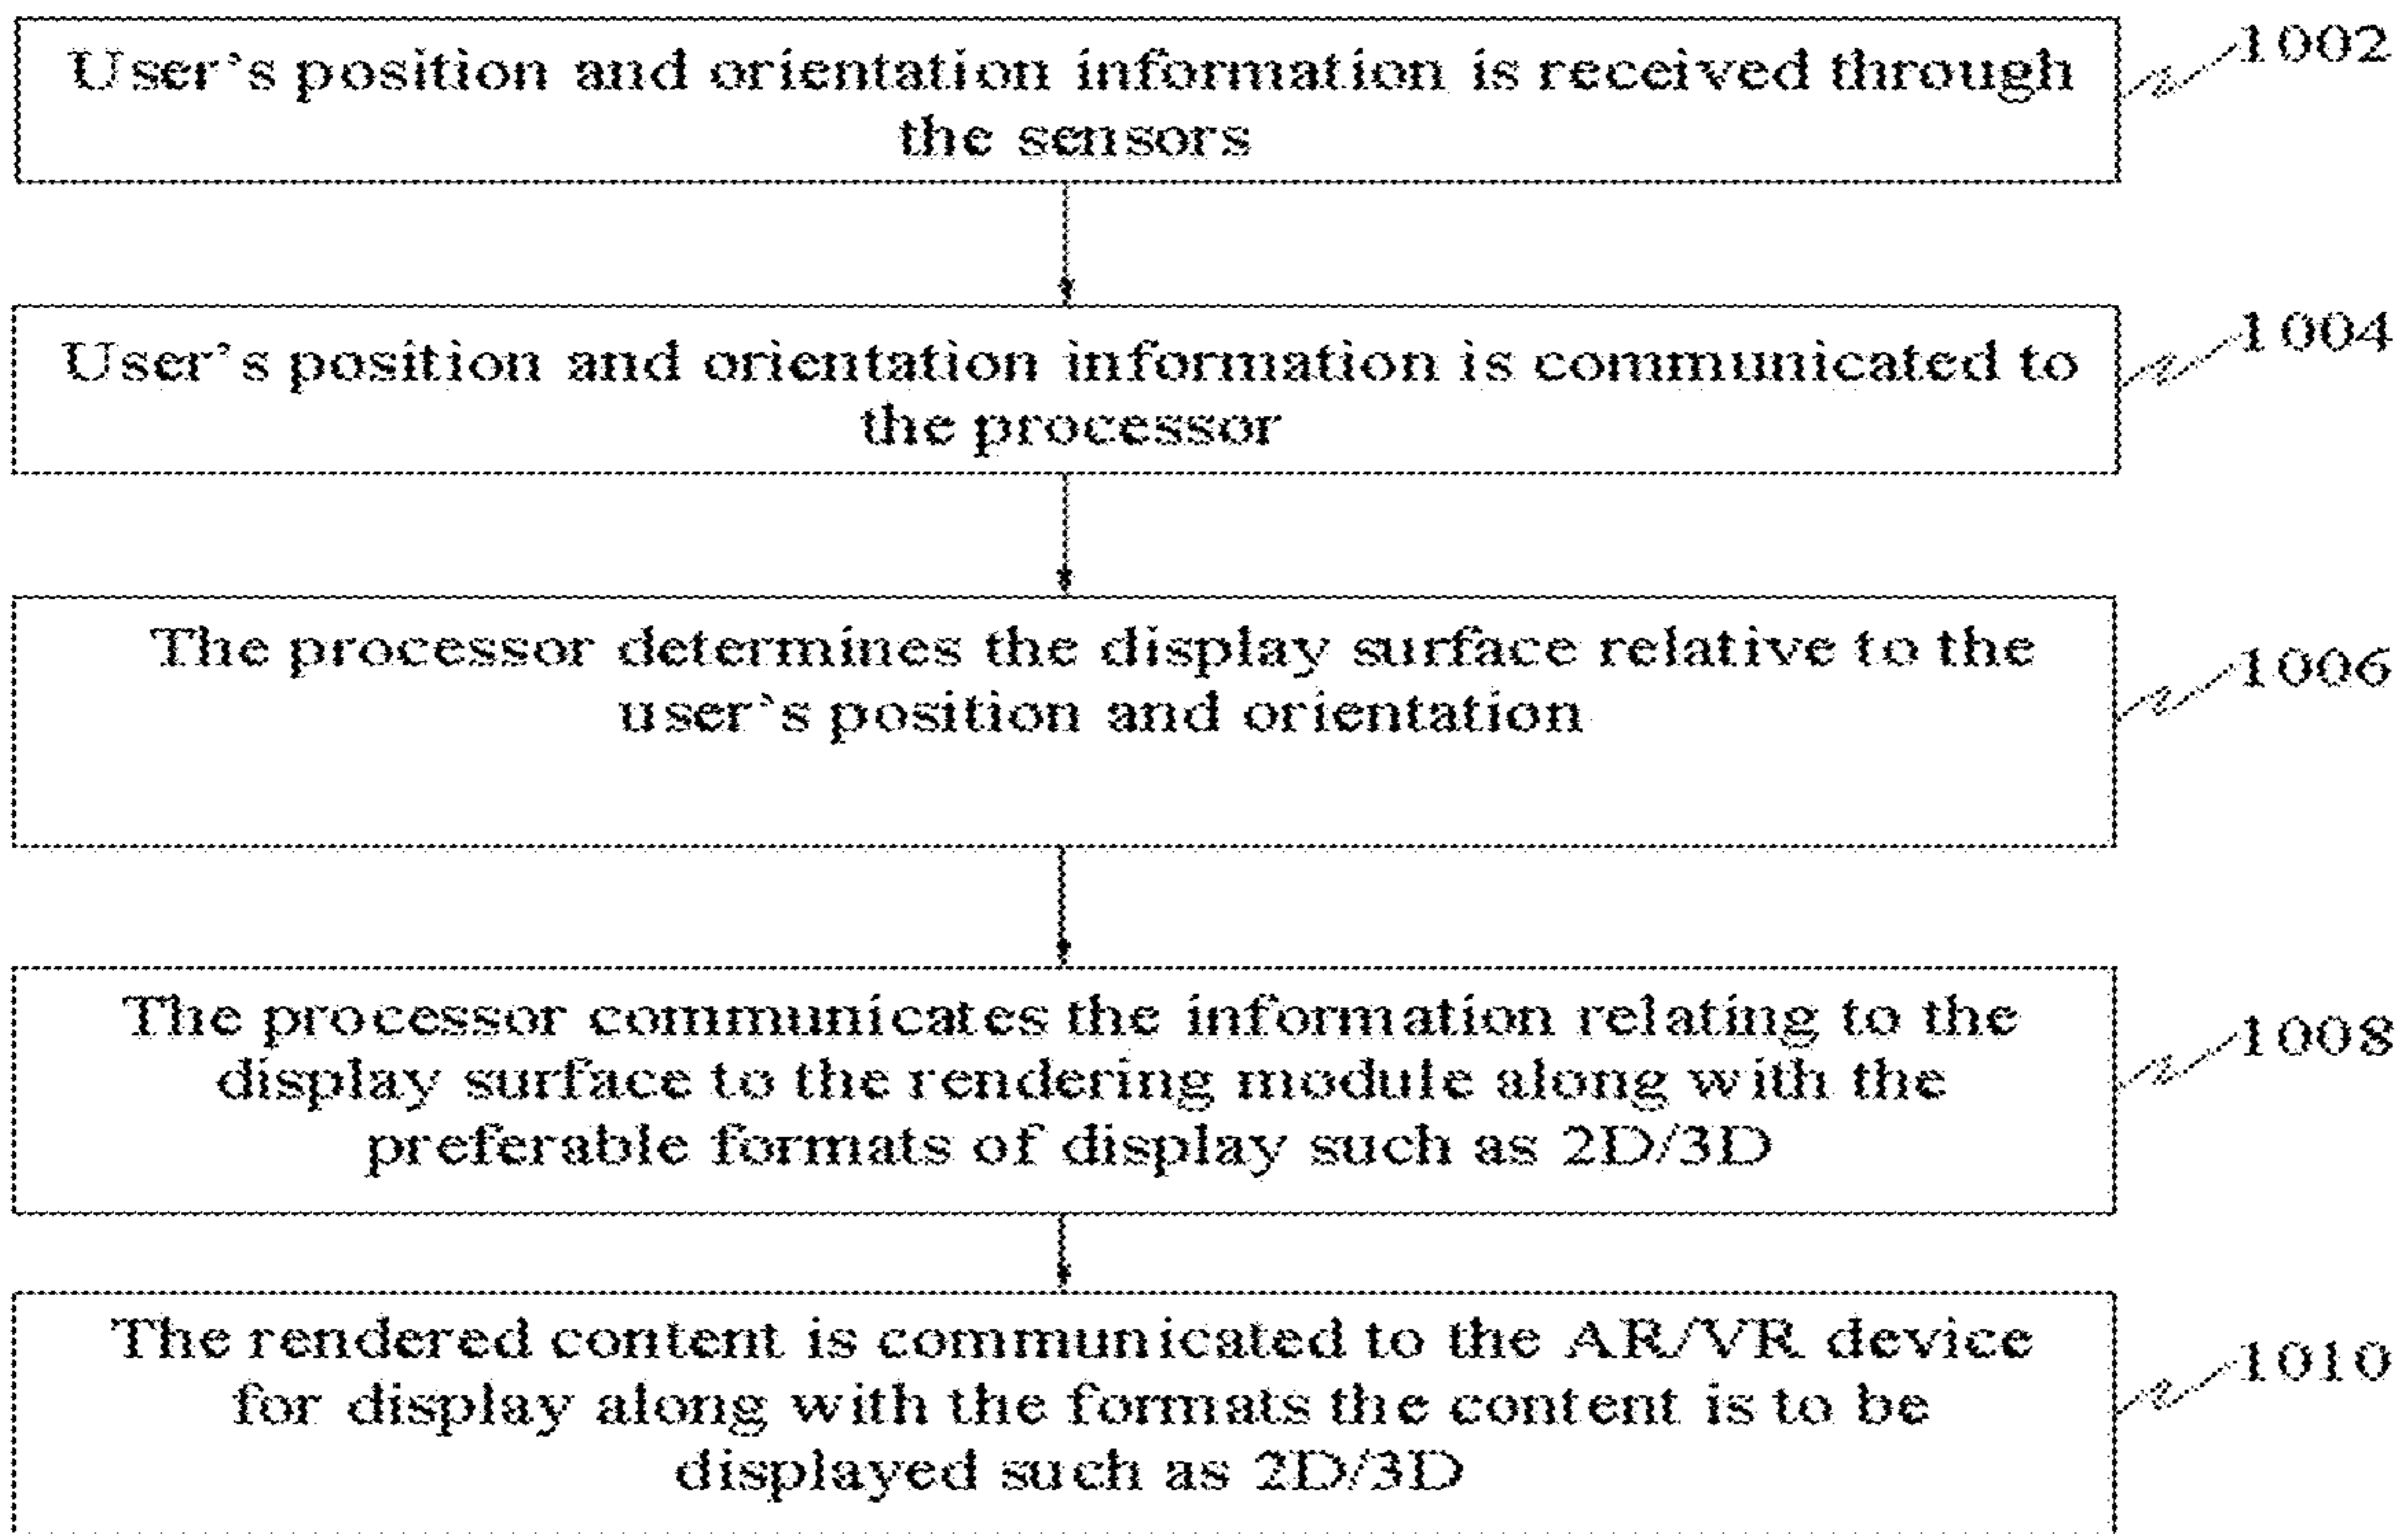 User's position and orientation information is received through
the sensors
1002
User's position and orientation information is communicated to
the processor
1004
The processor determines the display surface relative to the
user's position and orientation
1006
The processor communicates the information relating to the
display surface to the rendering module along with the
preferable formats of display such as 2D/3D
1008
The rendered content is communicated to the AR/VR device
for display along with the formats the content is to be
displayed such as 2D/3D
1010